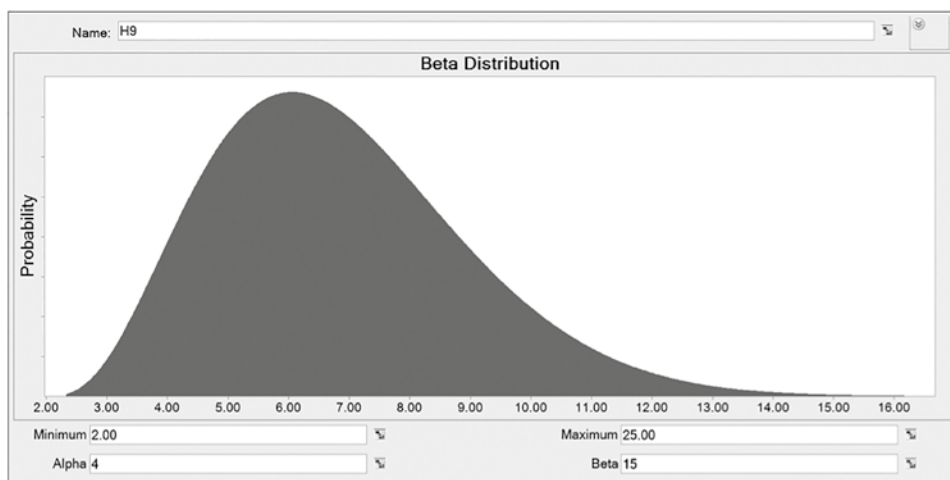 Name: H9
Beta Distribution
Probability
2.00 3.00 4.00 5.00 6.00 7.00 8.00 9.00 10.00 11.00 12.00 13.00 14.00 15.00 16.00
Minimum 2.00 Maximum 25.00
Alpha 4 Beta 15